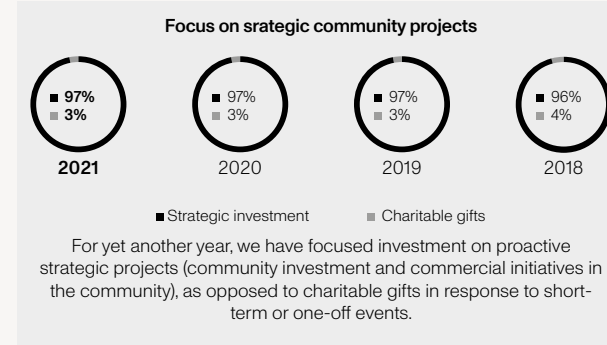 Focus on srategic community projects
97%
3%
2021
97%
3%
2020
97%
3%
2019
96%
4%
2018
Strategic investment
Charitable gifts
For yet another year, we have focused investment on proactive
strategic projects (community investment and commercial initiatives in
the community), as opposed to charitable gifts in response to short-
term or one-off events.